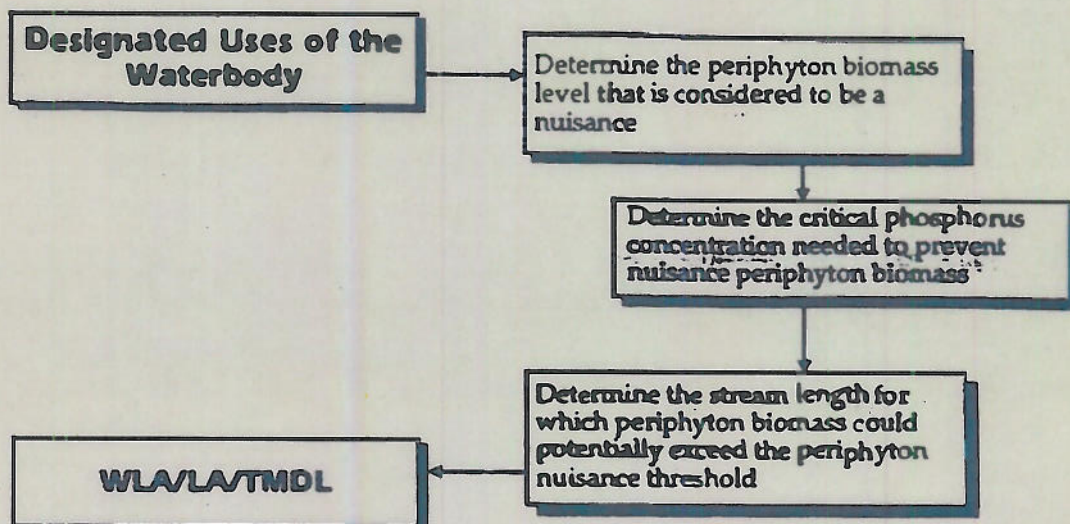 Designated Uses of the
Waterbody
Determine the periphyton biomass
level that is considered to be a
nuisance
Determine the critical phosphorus
concentration needed to prevent
nuisance periphyton biomass
Determine the stream length for
which periphyton biomass could
potentially exceed the periphyton
nuisance threshold
WLA/LA/TMDL